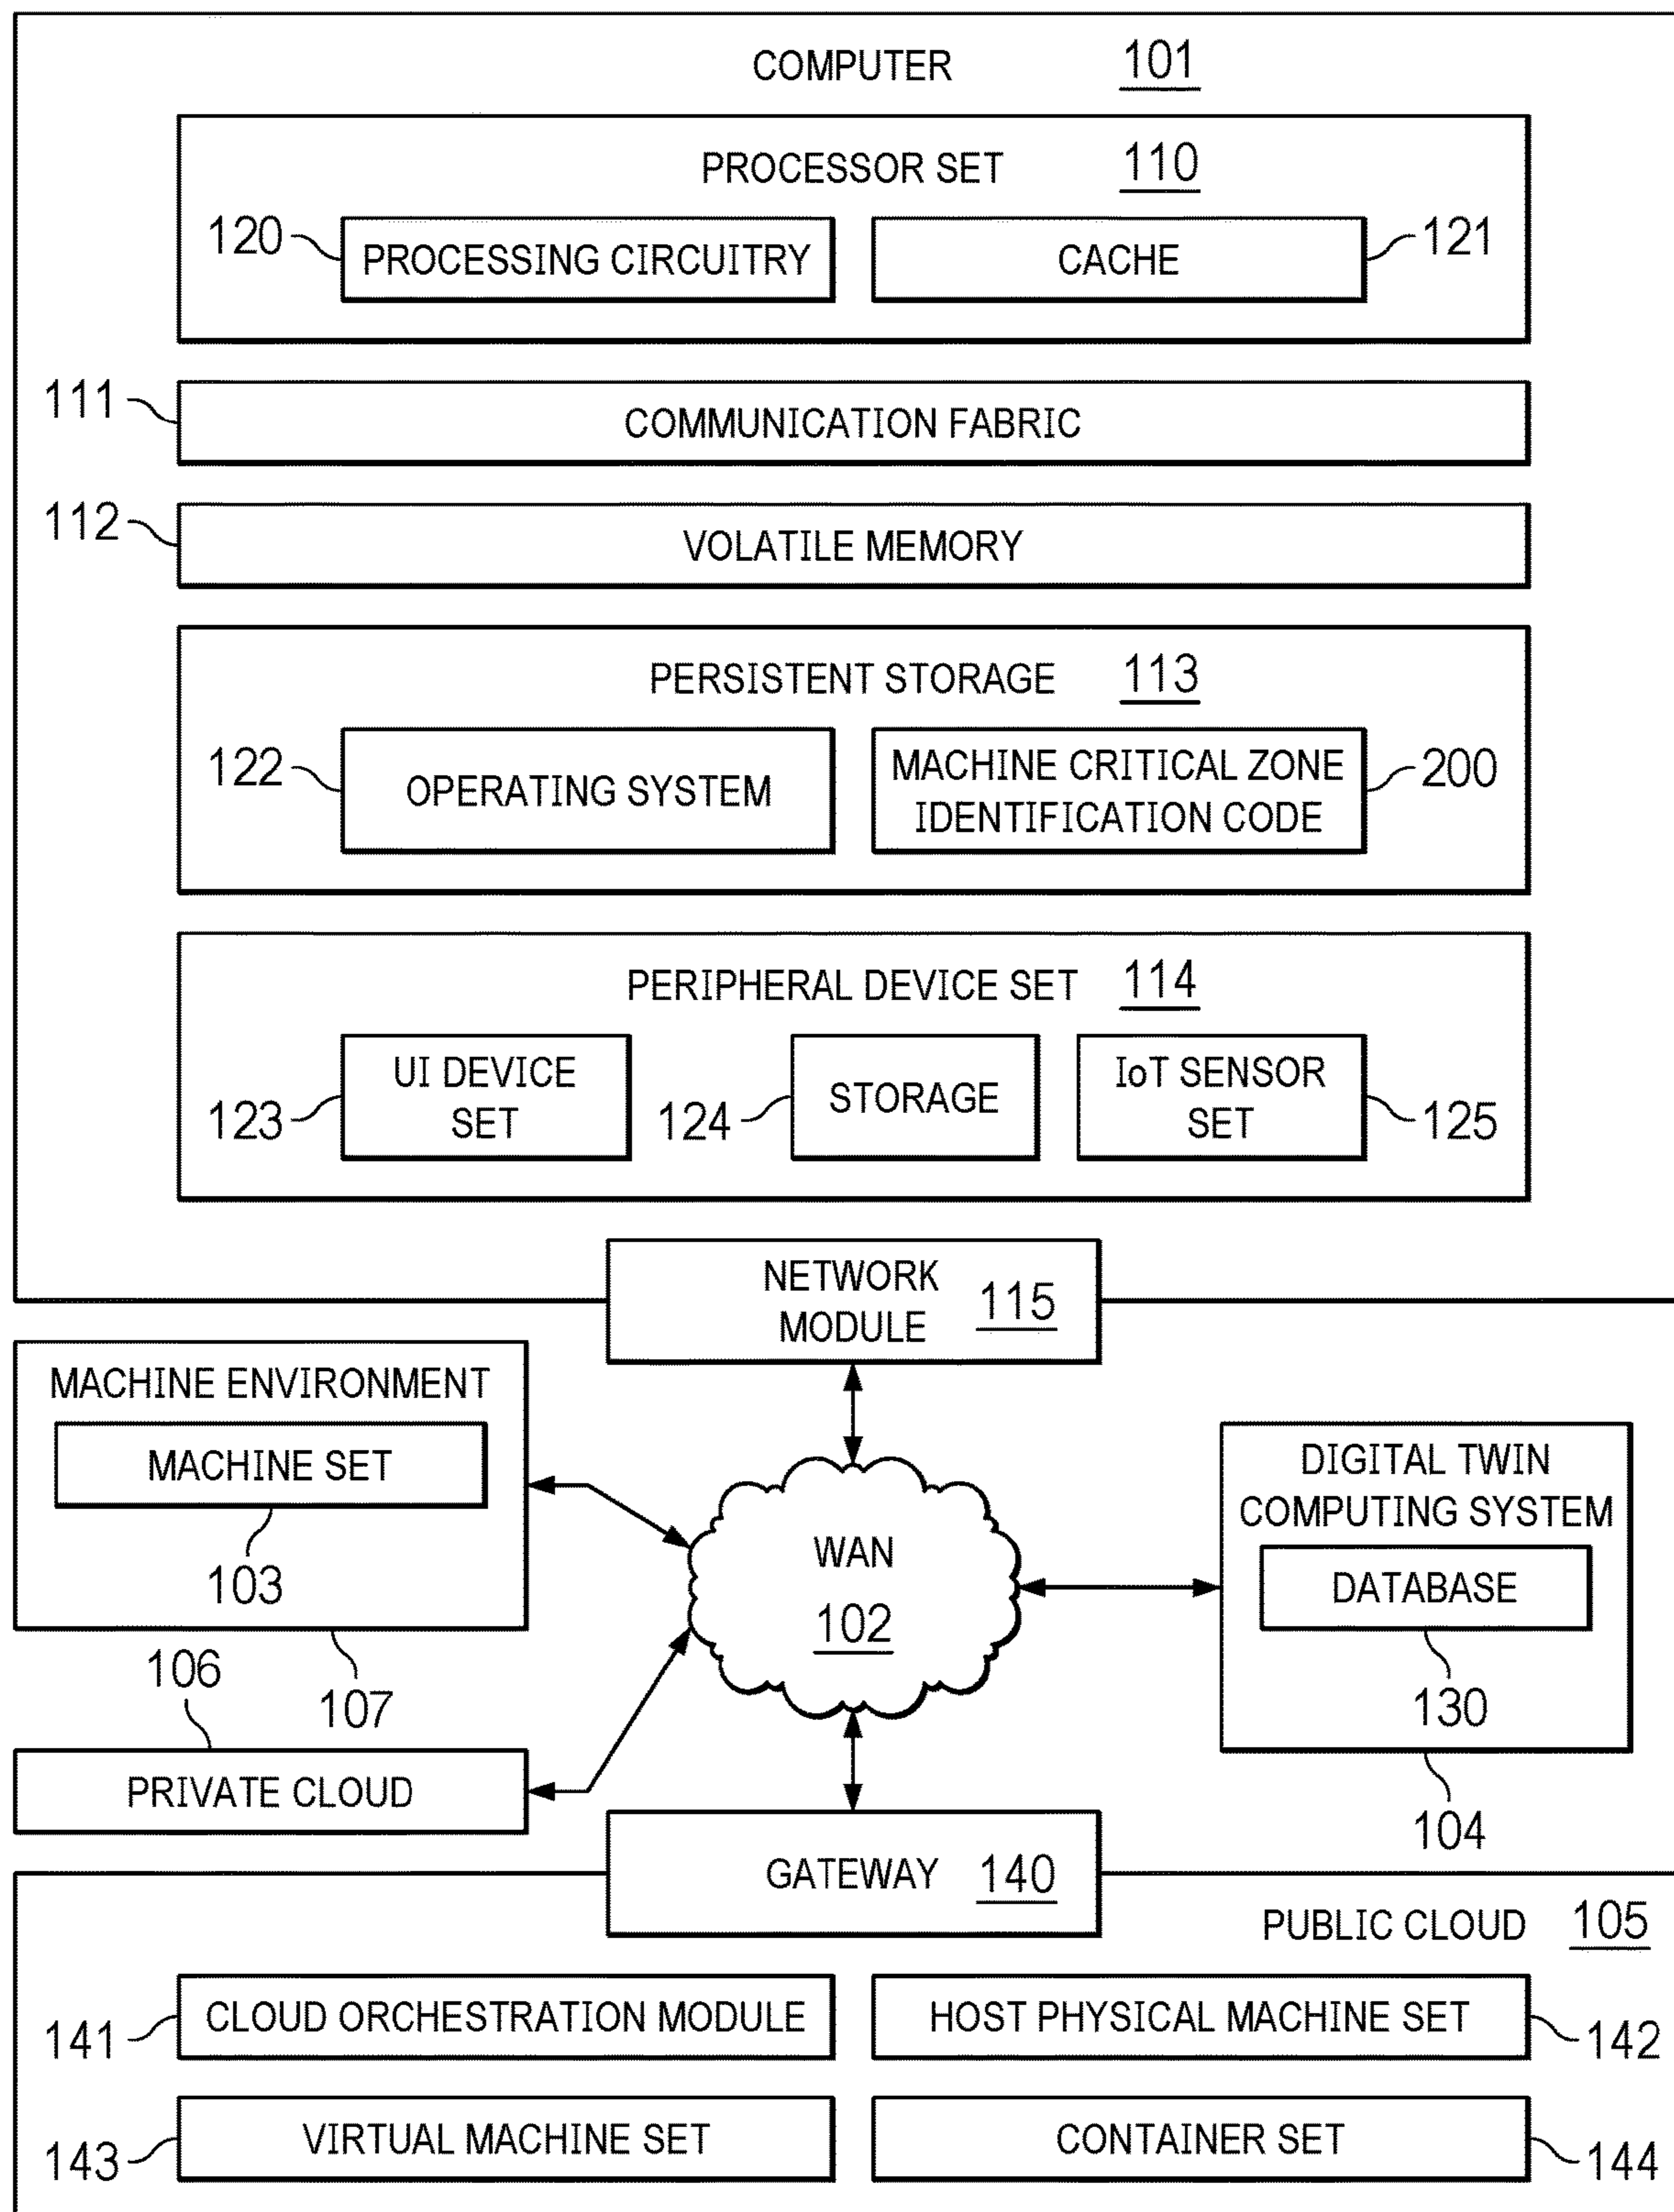 COMPUTER 101
PROCESSOR SET 110
120 PROCESSING CIRCUITRY CACHE 121
111 COMMUNICATION FABRIC
112 VOLATILE MEMORY
PERSISTENT STORAGE 113
122 OPERATING SYSTEM
MACHINE CRITICAL ZONE
IDENTIFICATION CODE
200
PERIPHERAL DEVICE SET 114
123
UI DEVICE
SET
124 STORAGE
IoT SENSOR
SET
125
NETWORK
MODULE
115
MACHINE ENVIRONMENT
MACHINE SET
103
107
WAN
102
DIGITAL TWIN
COMPUTING SYSTEM
DATABASE
130
104
106
PRIVATE CLOUD
GATEWAY 140
PUBLIC CLOUD 105
141 CLOUD ORCHESTRATION MODULE HOST PHYSICAL MACHINE SET 142
143 VIRTUAL MACHINE SET CONTAINER SET 144